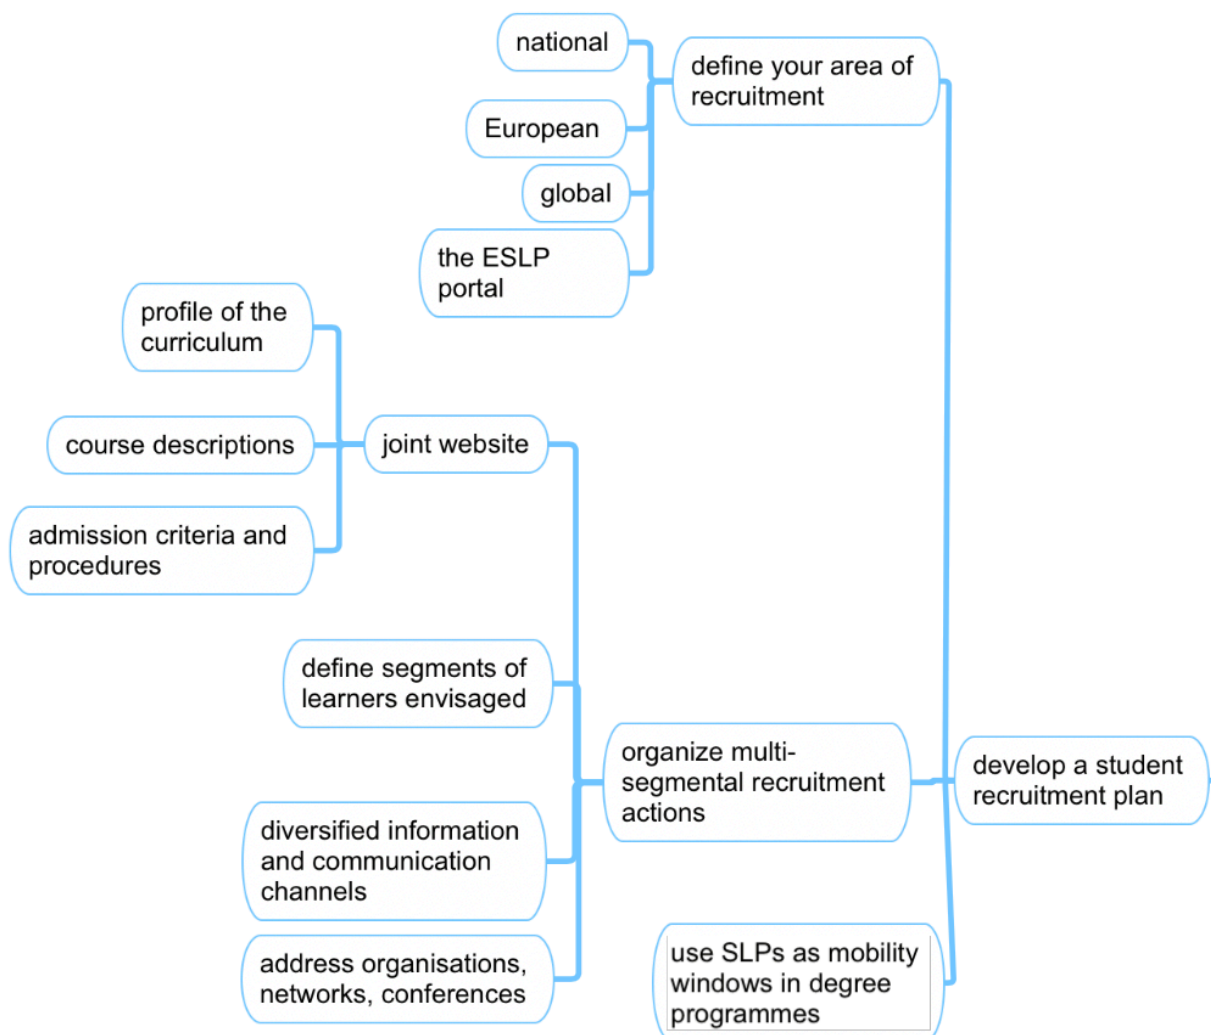 national
define your area of
recruitment
European
global
the ESLP
portal
profile of the
curriculum
course descriptions
joint website
admission criteria and
procedures
define segments of
learners envisaged
organize multi-
segmental recruitment
actions
develop a student
recruitment plan
diversified information
and communication
channels
use SLPs as mobility
windows in degree
programmes
address organisations,
networks, conferences